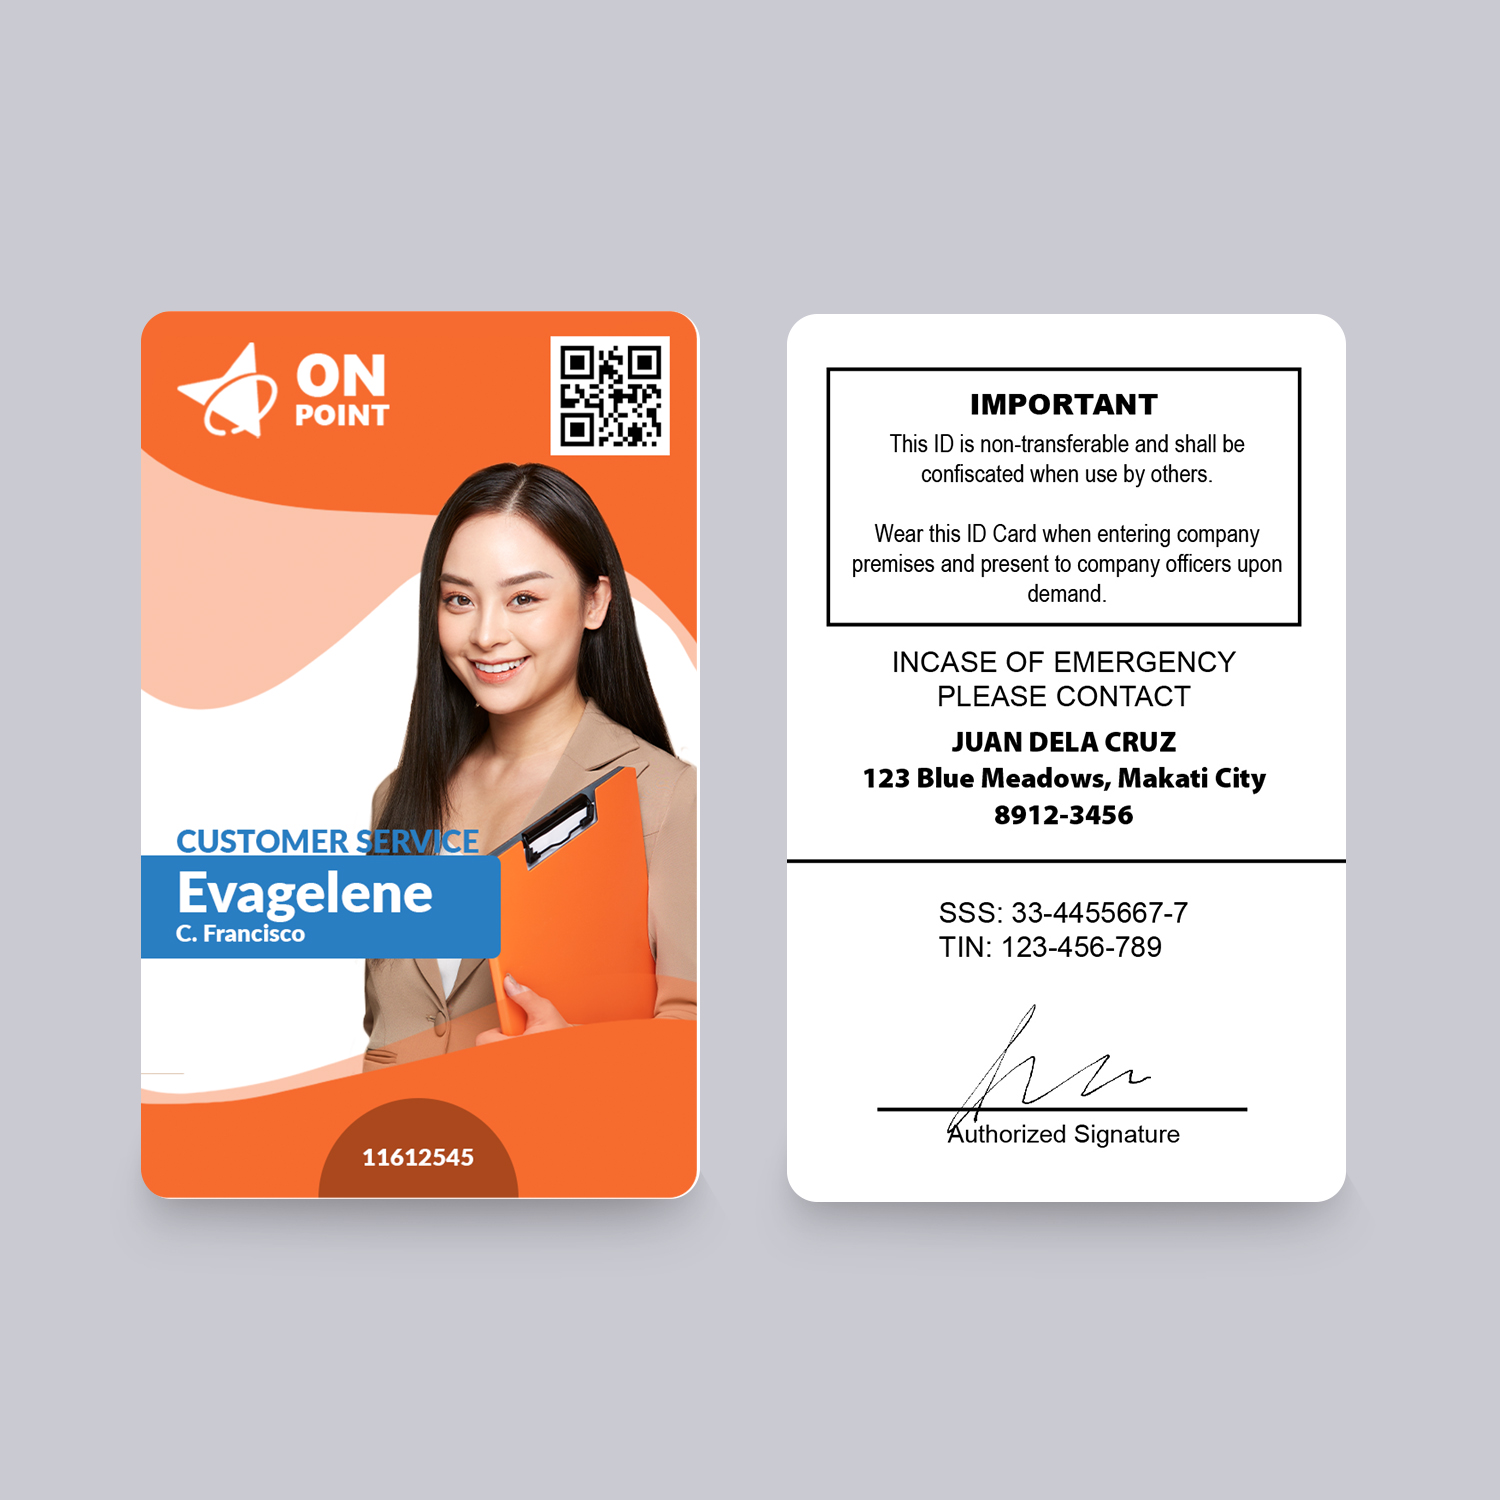 ON
POINT
CUSTOMER SERVICE
Evagelene
C. Francisco
11612545
IMPORTANT
This ID is non-transferable and shall be
confiscated when use by others.
Wear this ID Card when entering company
premises and present to company officers upon
demand.
INCASE OF EMERGENCY
PLEASE CONTACT
JUAN DELA CRUZ
123 Blue Meadows, Makati City
8912-3456
SSS: 33-4455667-7
TIN: 123-456-789
Authorized Signature